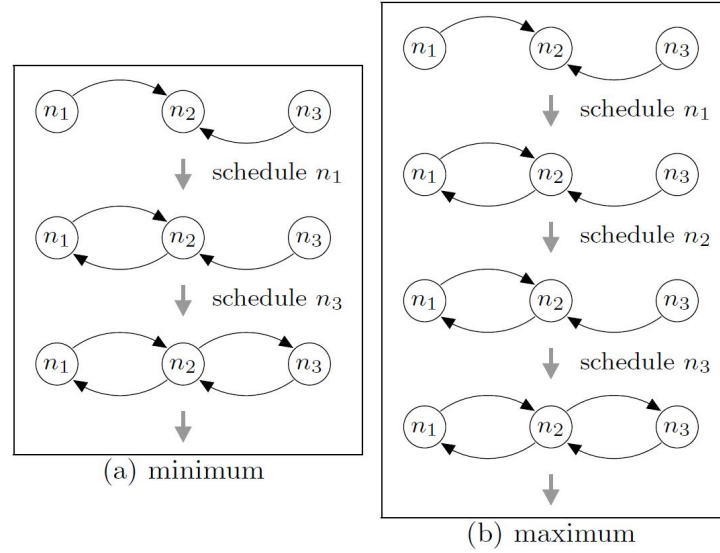 n₁ n₂ n₃
schedule n₁
n₁ n₂ n₃
schedule n₃
n₁ n₂ n₃
(a) minimum
n₁ n₂ n₃
schedule n₁
n₁ n₂ n₃
schedule n₂
n₁ n₂ n₃
schedule n₃
n₁ n₂ n₃
(b) maximum